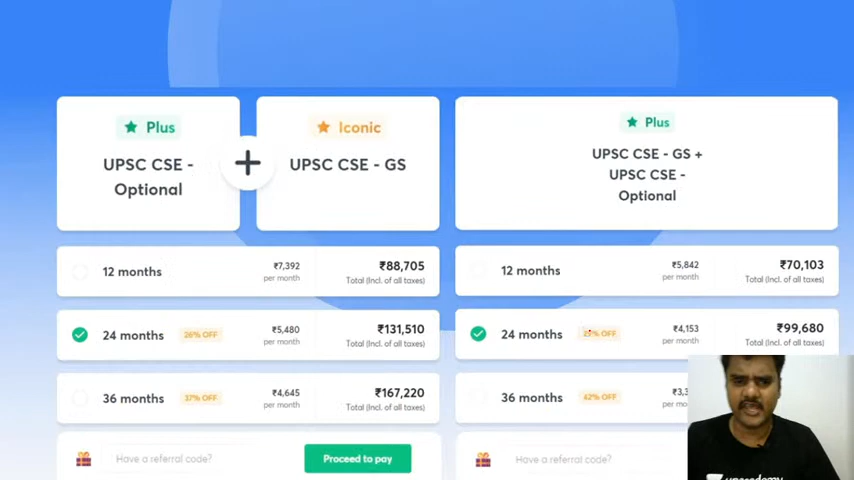 Plus
UPSC CSE -
Optional
Iconic
UPSC CSE - GS
12 months
₹7,392
per month
₹88,705
Total (Incl. of all taxes)
24 months
26% OFF
₹5,480
per month
₹131,510
Total (Incl. of all taxes)
36 months
37% OFF
₹4,645
per month
₹167,220
Total (Incl. of all taxes)
Have a referral code?
Proceed to pay
Plus
UPSC CSE - GS +
UPSC CSE -
Optional
12 months
₹5,842
per month
₹70,103
Total (Incl. of all taxes)
24 months
OFF
₹4,153
per month
₹99,680
Total (Incl. of all taxes)
36 months
42% OFF
Have a referral code?